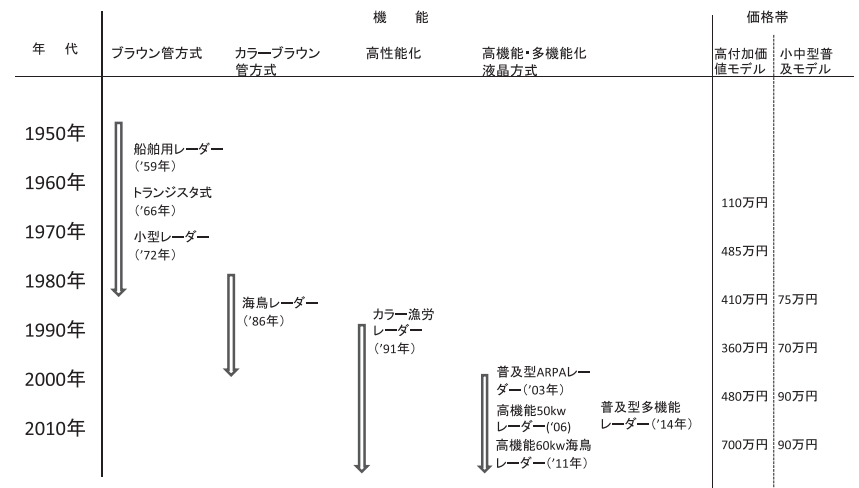 機 能
価格帯
年 代
ブラウン管方式
カラーブラウン
管方式
高性能化
高機能・多機能化
液晶方式
高付加価
値モデル
小中型普
及モデル
1950年
船舶用レーダー
('59年)
1960年
トランジスタ式
('66年)
110万円
1970年
小型レーダー
('72年)
485万円
1980年
海鳥レーダー
('86年)
410万円
75万円
カラー漁労
レーダー
('91年)
1990年
360万円
70万円
2000年
普及型ARPAレー
ダー('03年)
480万円
90万円
高機能50kw
レーダー('06)
普及型多機能
レーダー('14年)
2010年
高機能60kw海鳥
レーダー('11年)
700万円
90万円